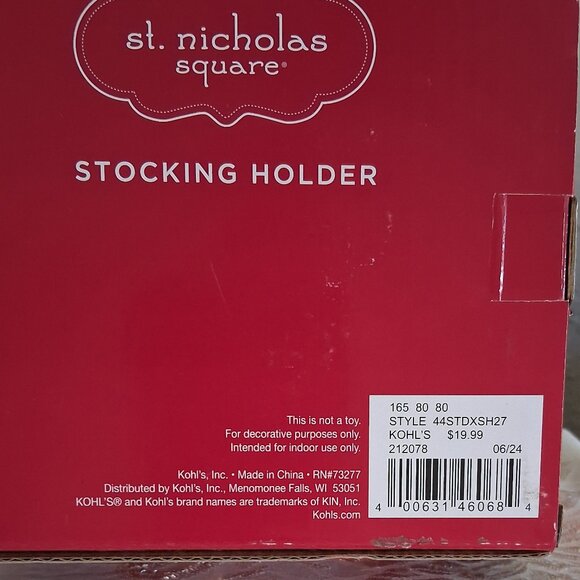 st. nicholas
square®
STOCKING HOLDER
165 80 80
STYLE 44STDXSH27
KOHL'S $19.99
212078 06/24
4 00631 46068 4
This is not a toy.
For decorative purposes only.
Intended for indoor use only.
Kohl's, Inc. • Made in China • RN#73277
Distributed by Kohl's, Inc., Menomonee Falls, WI 53051
KOHL'S® and Kohl's brand names are trademarks of KIN, Inc.
Kohls.com